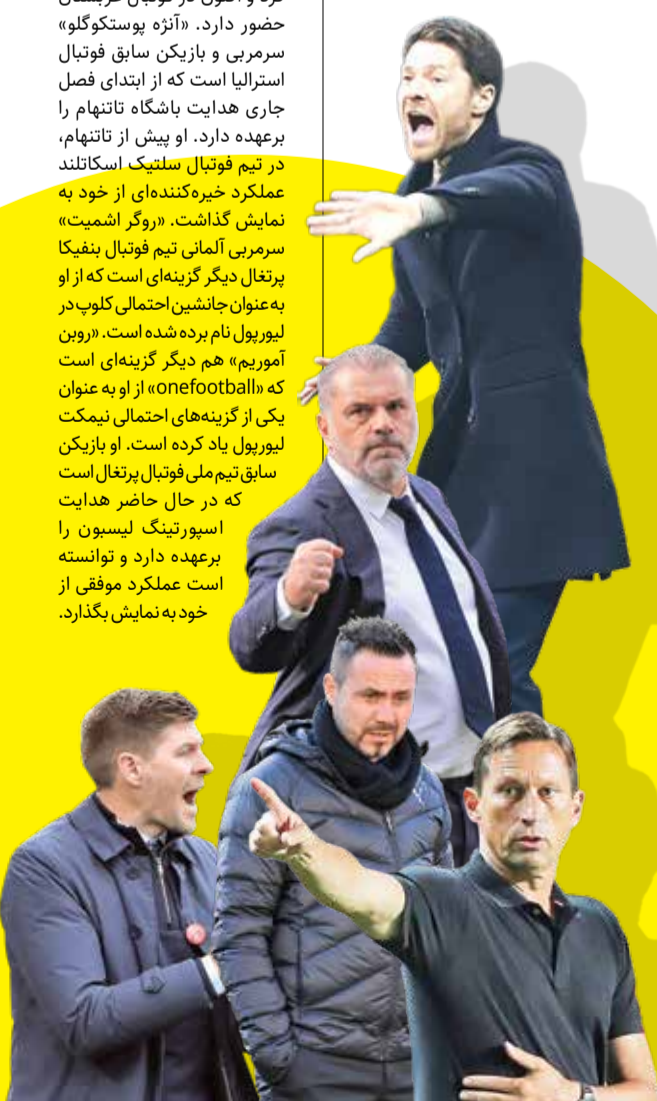 حضور دارد. «آنژه پوستکوگلو»
سرمربی و بازیکن سابق فوتبال
استرالیا است که از ابتدای فصل
جاری هدایت باشگاه تاتنهام را
برعهده دارد. او پیش از تاتنهام،
در تیم فوتبال سلتیک اسکاتلند
عملکرد خیره‌کننده‌ای از خود به
نمایش گذاشت. «روگر اشمیت»
سرمربی آلمانی تیم فوتبال بنفیکا
پرتغال دیگر گزینه‌ای است که از او
به‌عنوان جانشین احتمالی کلوپ در
لیورپول نام برده شده است. «روبن
آموریم» هم دیگر گزینه‌ای است
که «onefootball» از او به عنوان
یکی از گزینه‌های احتمالی نیمکت
لیورپول یاد کرده است. او بازیکن
سابق تیم ملی فوتبال پرتغال است
که در حال حاضر هدایت
اسپورتینگ لیسبون را
برعهده دارد و توانسته
است عملکرد موفقی از
خود به نمایش بگذارد.